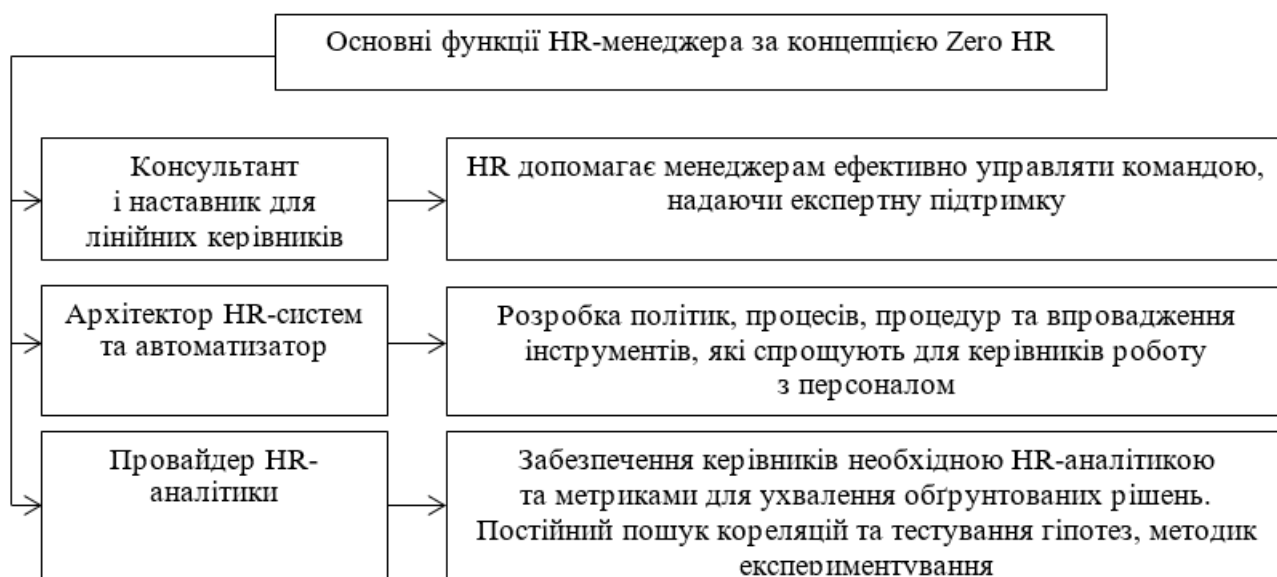 Основні функції HR-менеджера за концепцією Zero HR
Консультант
і наставник для
лінійних керівників
HR допомагає менеджерам ефективно управляти командою,
надаючи експертну підтримку
Архітектор HR-систем
та автоматизатор
Розробка політик, процесів, процедур та впровадження
інструментів, які спрощують для керівників роботу
з персоналом
Провайдер HR-
аналітики
Забезпечення керівників необхідною HR-аналітикою
та метриками для ухвалення обґрунтованих рішень.
Постійний пошук кореляцій та тестування гіпотез, методик
експериментування